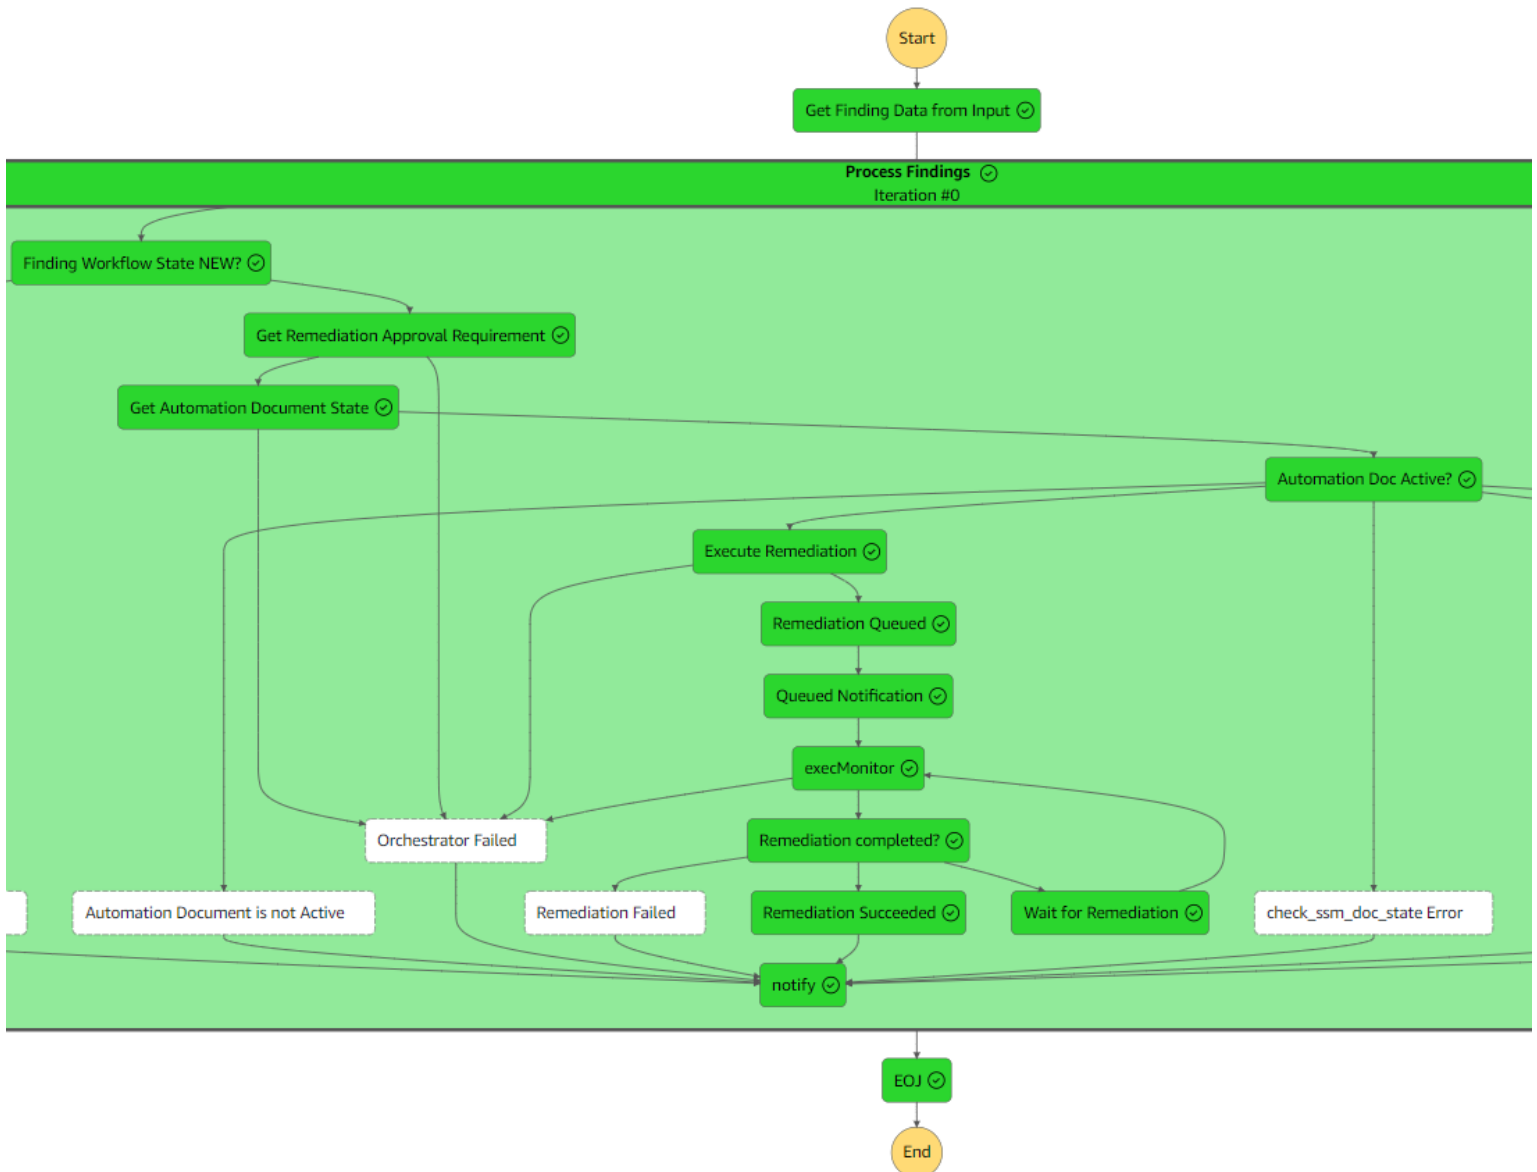 Start
Get Finding Data from Input
Process Findings
Iteration #0
Finding Workflow State NEW?
Get Remediation Approval Requirement
Get Automation Document State
Automation Doc Active?
Execute Remediation
Remediation Queued
Queued Notification
execMonitor
Orchestrator Failed
Remediation completed?
Automation Document is not Active
Remediation Failed
Remediation Succeeded
Wait for Remediation
check_ssm_doc_state Error
notify
EOJ
End